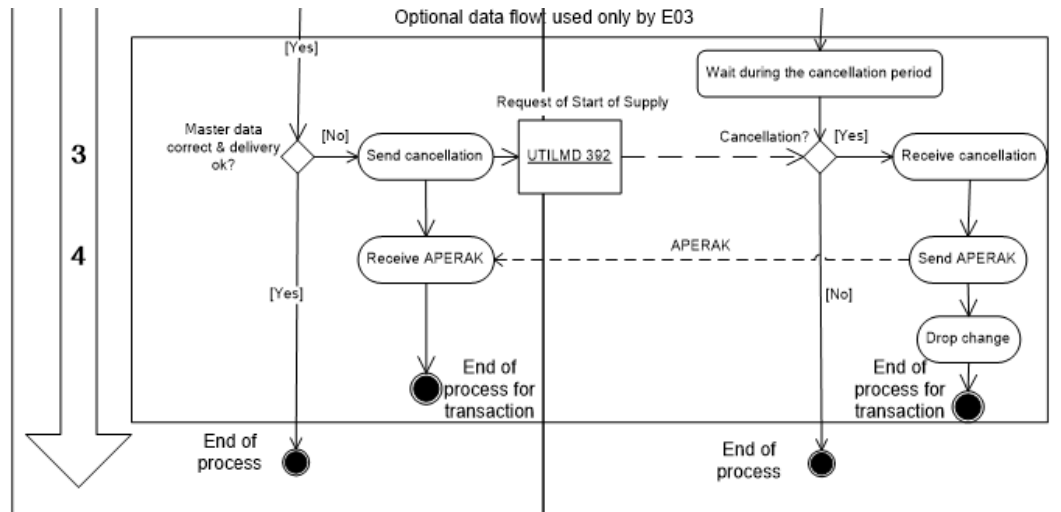 Optional data flow, used only by E03
[Yes]
Wait during the cancellation period
Request of Start of Supply
3
Master data
correct & delivery
ok?
[No]
Send cancellation
UTILMD 392
Cancellation?
[Yes]
Receive cancellation
4
Receive APERAK
APERAK
Send APERAK
[Yes]
[No]
Drop change
End of
process for
transaction
End of
process for
transaction
End of
process
End of
process